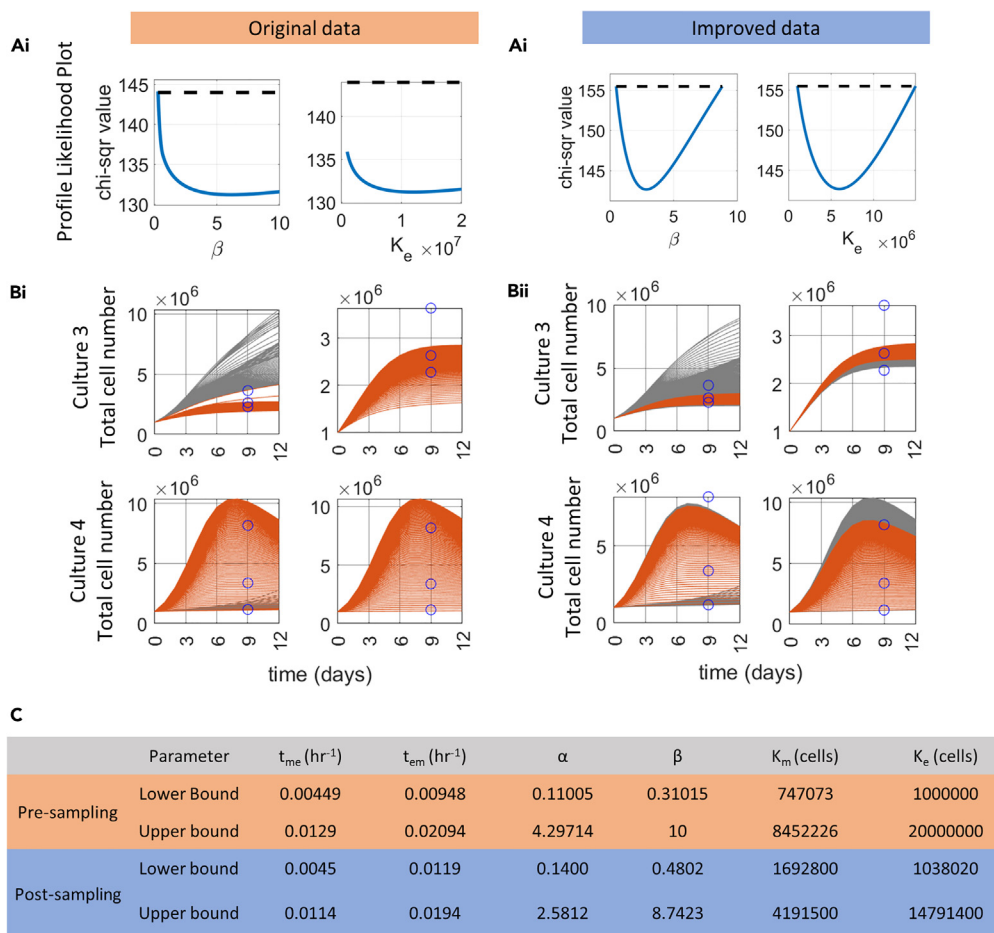 Original data
Improved data
Ai
Ai
Profile Likelihood Plot
chi-sqr value
145
140
135
130
0
5
10
β
145
140
135
130
0
1
2
K e ×10 7
chi-sqr value
155
150
145
0
5
10
β
155
150
145
0
5
10
K e × 10 6
Bi
Bii
Culture 3
Total cell number
×10 6
10
5
0
0 3 6 9 12
×10 6
3
2
1
0 3 6 9 12
Culture 3
Total cell number
×10 6
10
5
0
0 3 6 9 12
×10 6
3
2
1
0 3 6 9 12
Culture 4
Total cell number
×10 6
10
5
0
0 3 6 9 12
×10 6
10
5
0
0 3 6 9 12
time (days)
Culture 4
Total cell number
×10 6
5
0
0 3 6 9 12
×10 6
10
5
0
0 3 6 9 12
time (days)
C
Parameter t me (hr -1) t em (hr -1) α β K m (cells) K e (cells)
Pre-sampling
Lower Bound 0.00449 0.00948 0.11005 0.31015 747073 1000000
Upper bound 0.0129 0.02094 4.29714 10 8452226 20000000
Post-sampling
Lower bound 0.0045 0.0119 0.1400 0.4802 1692800 1038020
Upper bound 0.0114 0.0194 2.5812 8.7423 4191500 14791400